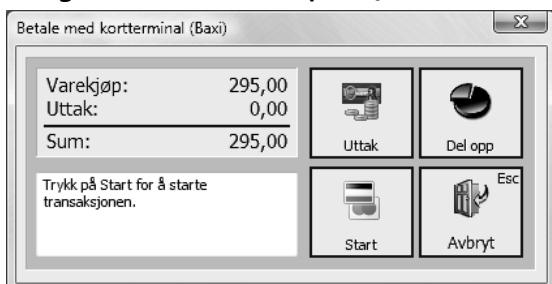 Betale med kortterminal (Baxi)
Varekjøp: 295,00
Uttak: 0,00
Sum: 295,00
Trykk på Start for å starte
transaksjonen.
Uttak
Del opp
Start
Esc
Avbryt